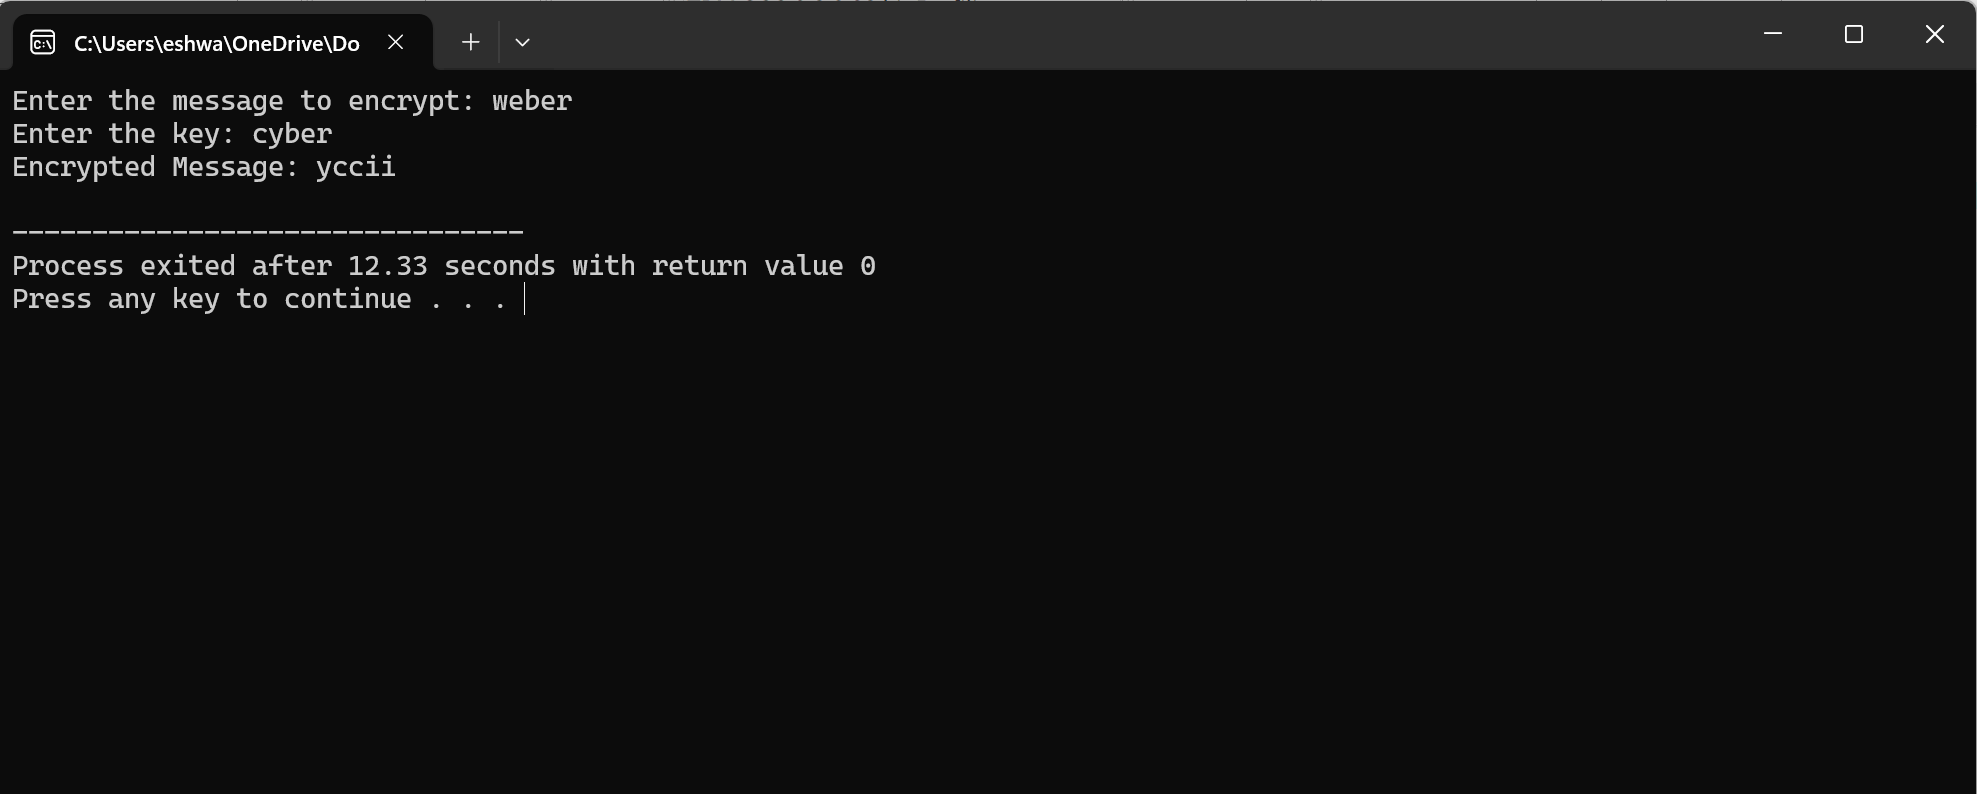 C:\Users\eshwa\OneDrive\Do
Enter the message to encrypt: weber
Enter the key: cyber
Encrypted Message: yccii
--------------------------------
Process exited after 12.33 seconds with return value 0
Press any key to continue . . .